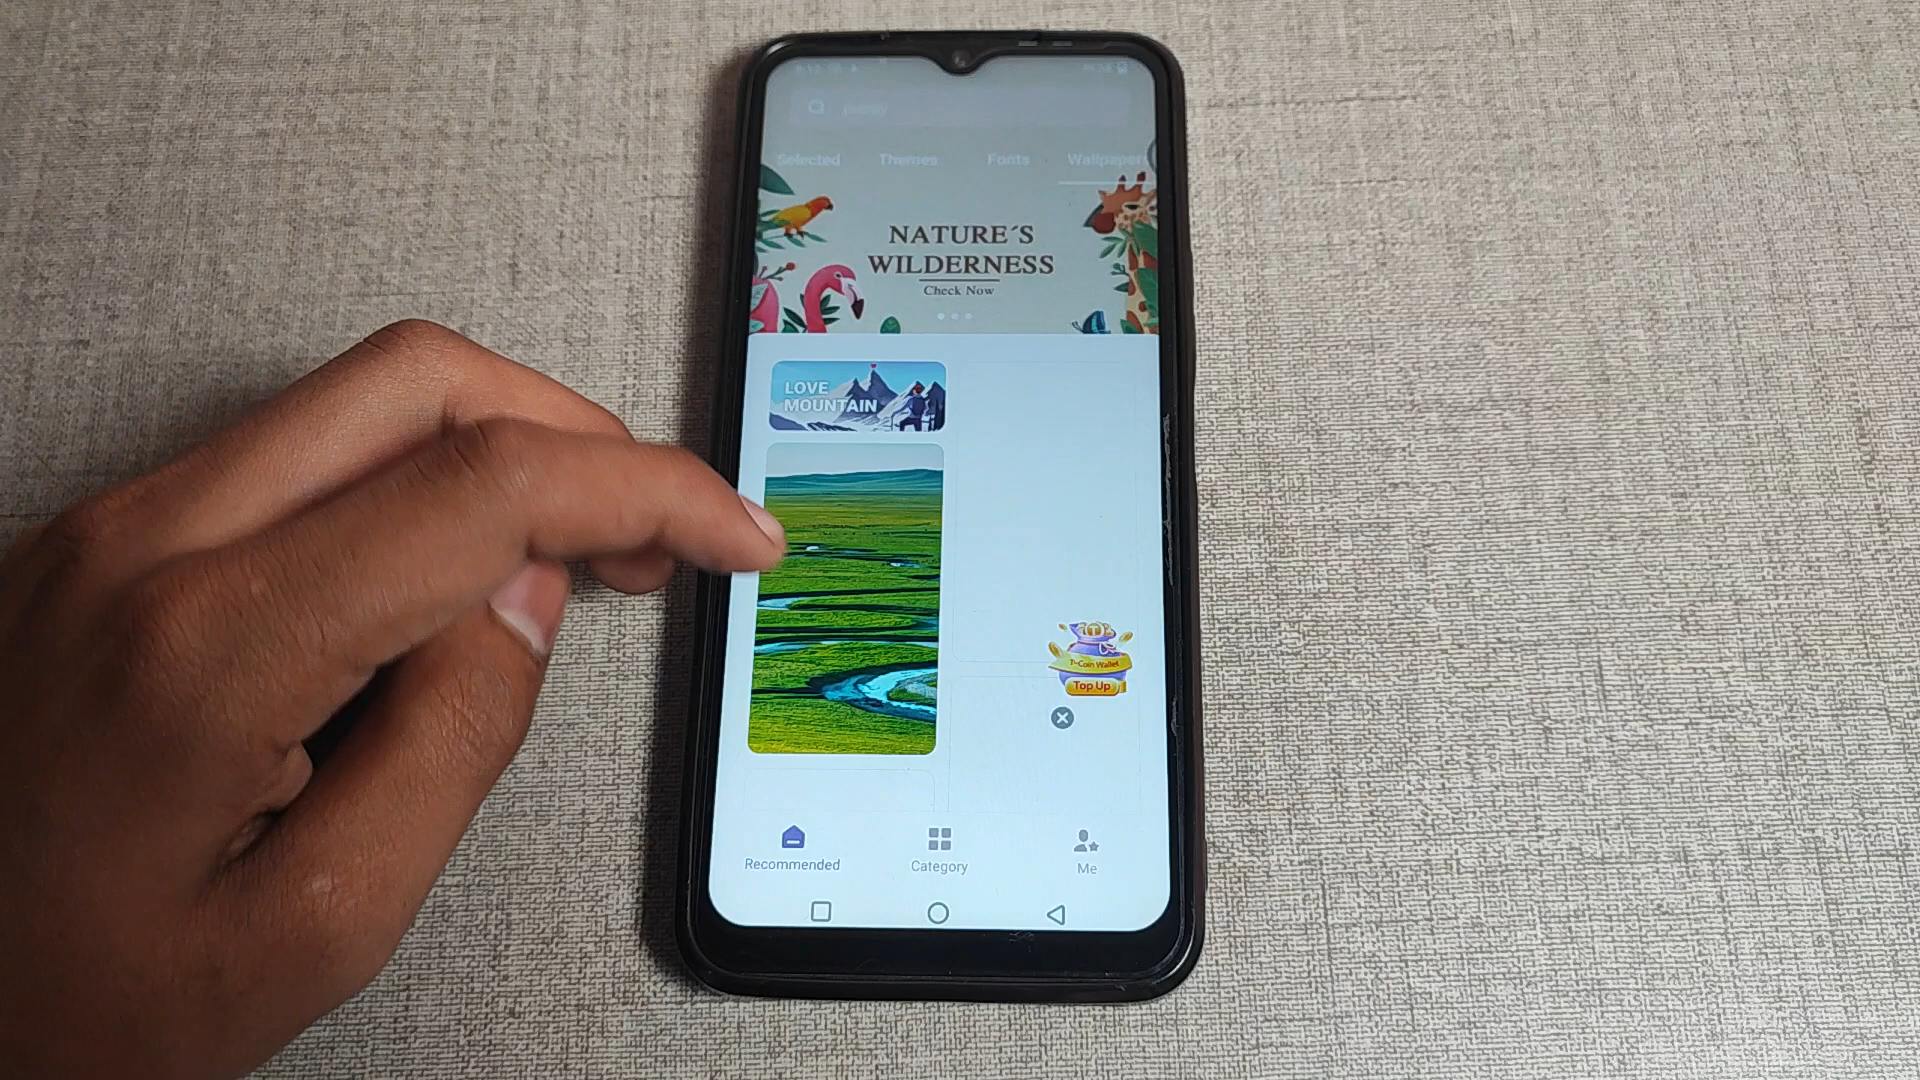 Selected Themes Fonts Wallpapers
NATURE´S
WILDERNESS
Check Now
LOVE
MOUNTAIN
T-Coin Wallet
Top Up
Recommended Category Me